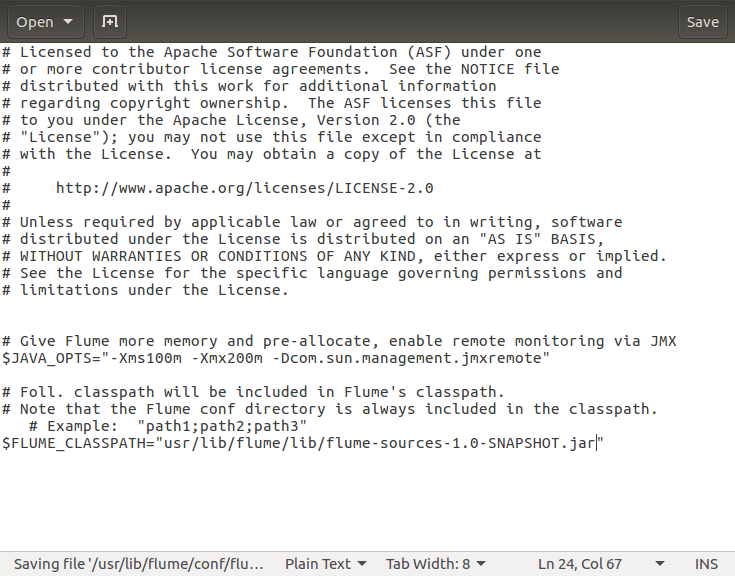 Open
Save
# Licensed to the Apache Software Foundation (ASF) under one
# or more contributor license agreements.  See the NOTICE file
# distributed with this work for additional information
# regarding copyright ownership.  The ASF licenses this file
# to you under the Apache License, Version 2.0 (the
# "License"); you may not use this file except in compliance
# with the License.  You may obtain a copy of the License at
#
#     http://www.apache.org/licenses/LICENSE-2.0
#
# Unless required by applicable law or agreed to in writing, software
# distributed under the License is distributed on an "AS IS" BASIS,
# WITHOUT WARRANTIES OR CONDITIONS OF ANY KIND, either express or implied.
# See the License for the specific language governing permissions and
# limitations under the License.
# Give Flume more memory and pre-allocate, enable remote monitoring via JMX
$JAVA_OPTS="-Xms100m -Xmx200m -Dcom.sun.management.jmxremote"
# Foll. classpath will be included in Flume's classpath.
# Note that the Flume conf directory is always included in the classpath.
   # Example:  "path1;path2;path3"
$FLUME_CLASSPATH="usr/lib/flume/lib/flume-sources-1.0-SNAPSHOT.jar"
Saving file '/usr/lib/flume/conf/flu... Plain Text Tab Width: 8 Ln 24, Col 67 INS